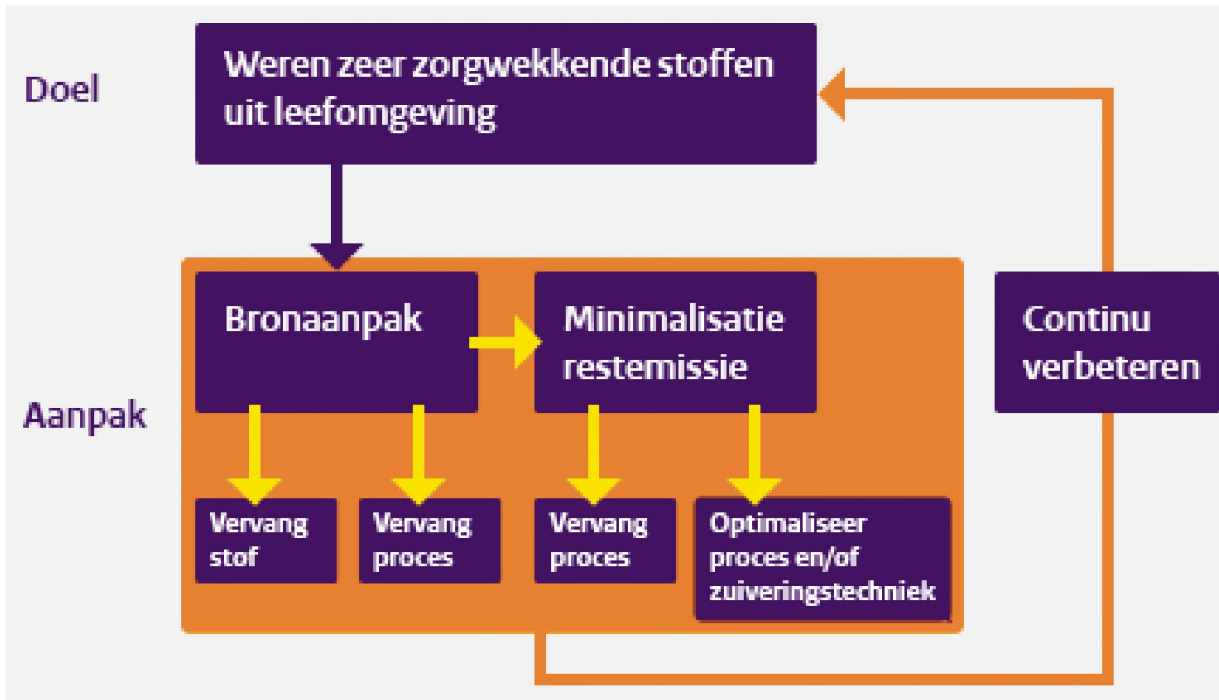 Doel
Weren zeer zorgwekkende stoffen
uit leefomgeving
Aanpak
Bronaanpak
Minimalisatie
restemissie
Continu
verbeteren
Vervang
stof
Vervang
proces
Vervang
proces
Optimaliseer
proces en/of
zuiveringstechniek